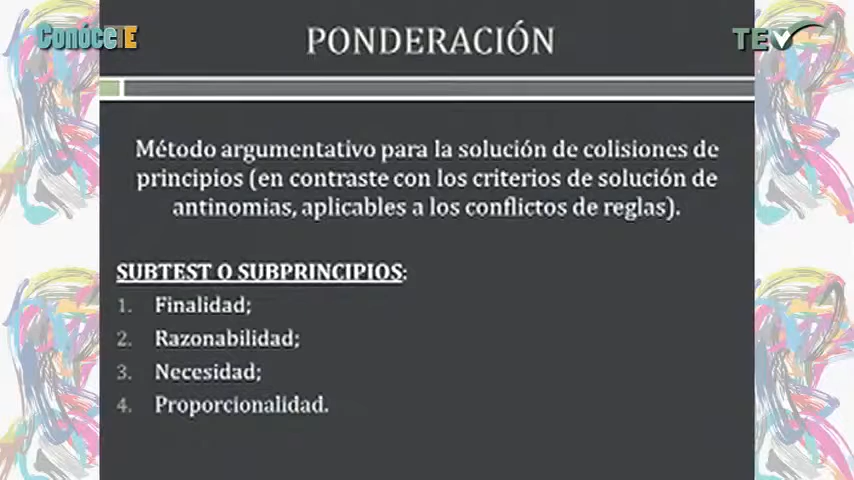 ConóceTE
TEV
PONDERACIÓN
Método argumentativo para la solución de colisiones de
principios (en contraste con los criterios de solución de
antinomias, aplicables a los conflictos de reglas).
SUBTEST O SUBPRINCIPIOS:
1. Finalidad;
2. Razonabilidad;
3. Necesidad;
4. Proporcionalidad.